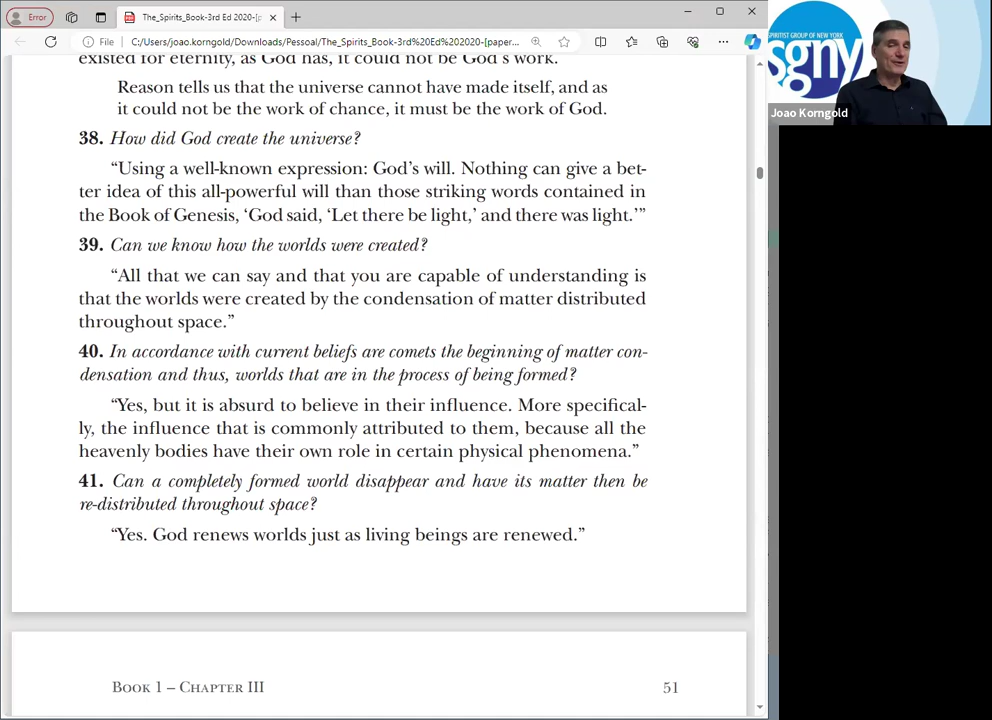 Error
The_Spirits_Book-3rd Ed 2020-[p
File
C:/Users/joao.korngold/Downloads/Pessoal/The_Spirits_Book-3rd%20Ed%202020-[paper...
SPIRITIST GROUP OF NEW YORK
sgny
Joao Korngold
existed for eternity, as God has, it could not be God's work.
Reason tells us that the universe cannot have made itself, and as
it could not be the work of chance, it must be the work of God.
38. How did God create the universe?
“Using a well-known expression: God’s will. Nothing can give a bet-
ter idea of this all-powerful will than those striking words contained in
the Book of Genesis, ‘God said, ‘Let there be light,’ and there was light.’”
39. Can we know how the worlds were created?
“All that we can say and that you are capable of understanding is
that the worlds were created by the condensation of matter distributed
throughout space.”
40. In accordance with current beliefs are comets the beginning of matter con-
densation and thus, worlds that are in the process of being formed?
“Yes, but it is absurd to believe in their influence. More specifical-
ly, the influence that is commonly attributed to them, because all the
heavenly bodies have their own role in certain physical phenomena.”
41. Can a completely formed world disappear and have its matter then be
re-distributed throughout space?
“Yes. God renews worlds just as living beings are renewed.”
BOOK 1 – CHAPTER III
51